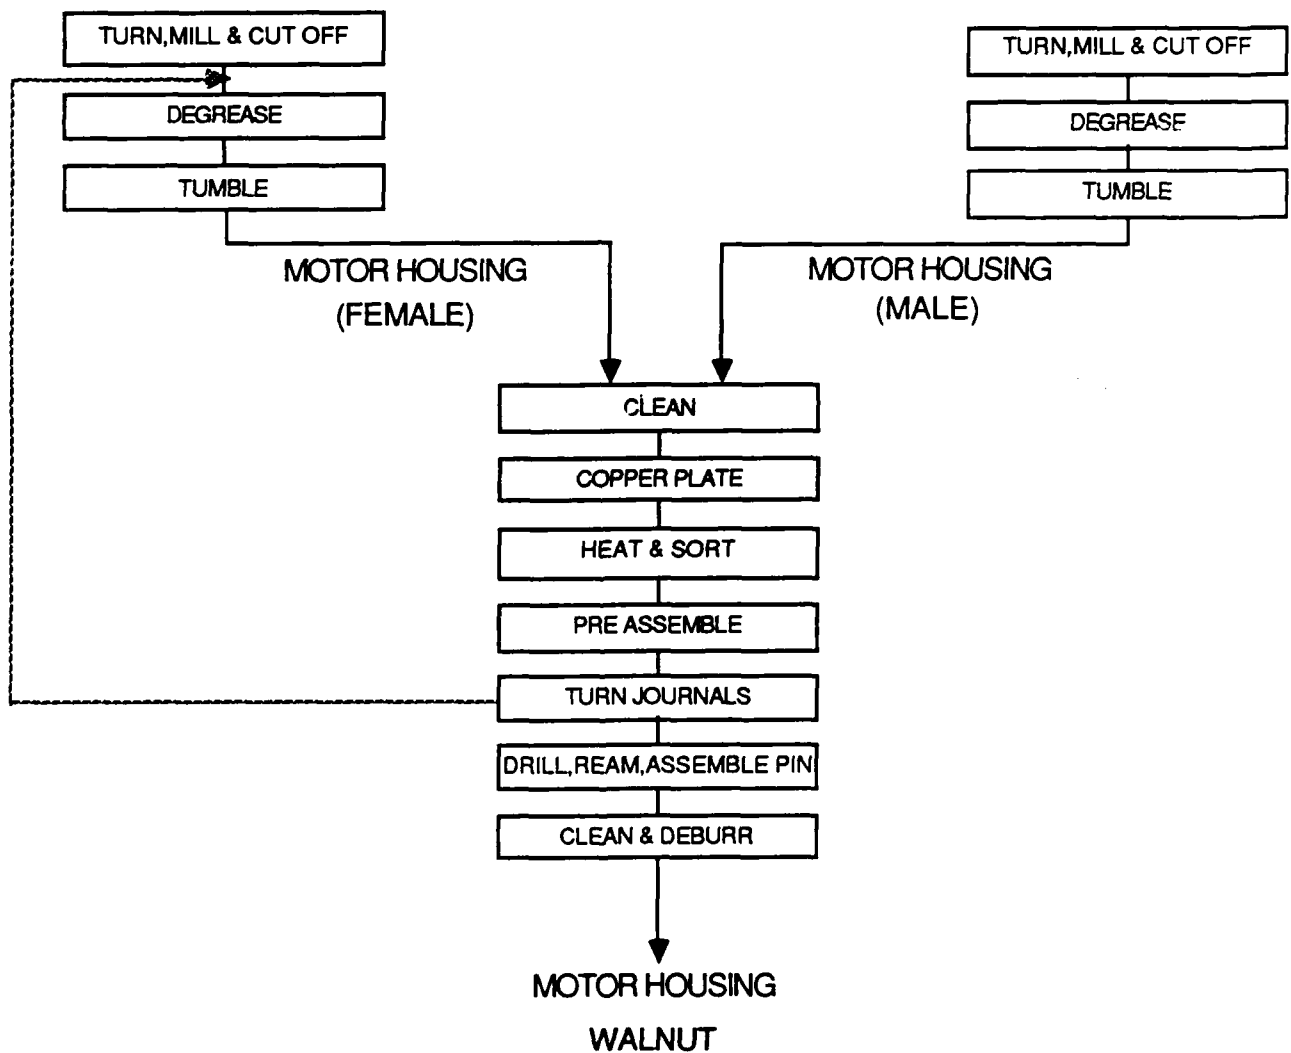 TURN,MILL & CUT OFF
DEGREASE
TUMBLE
MOTOR HOUSING
(FEMALE)
TURN,MILL & CUT OFF
DEGREASE
TUMBLE
MOTOR HOUSING
(MALE)
CLEAN
COPPER PLATE
HEAT & SORT
PRE ASSEMBLE
TURN JOURNALS
DRILL,REAM,ASSEMBLE PIN
CLEAN & DEBURR
MOTOR HOUSING
WALNUT